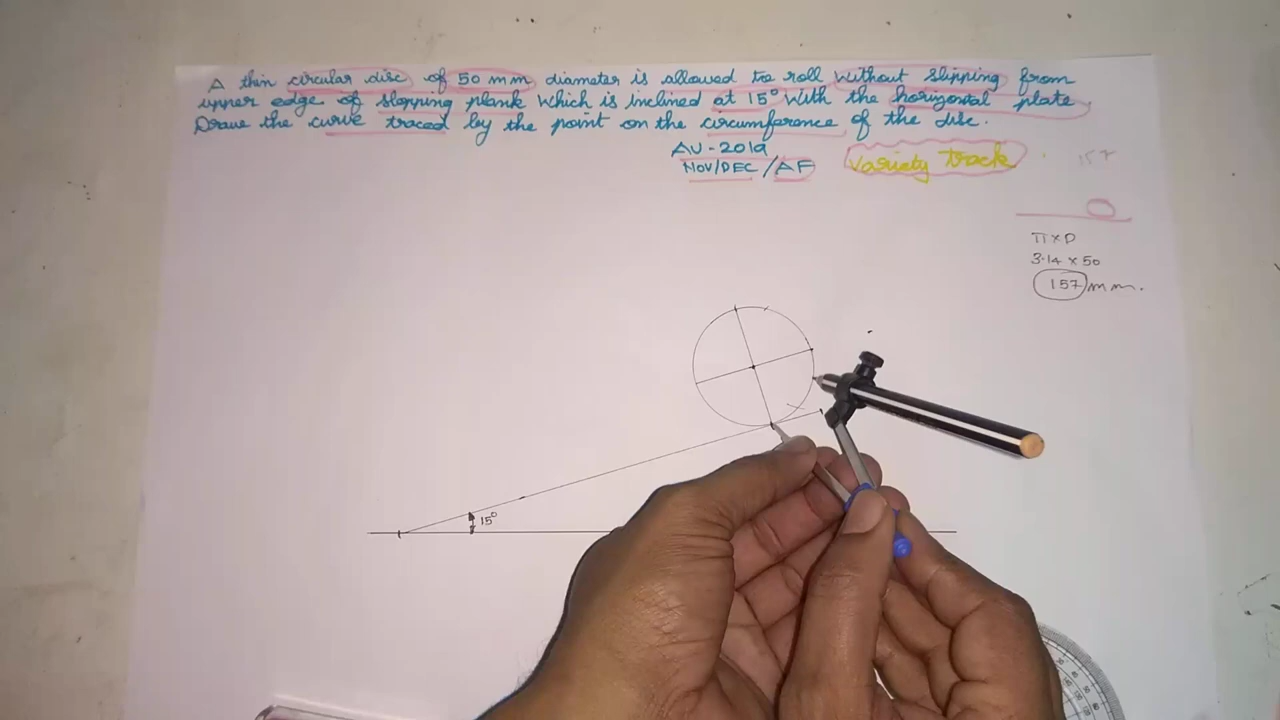 A thin circular disc of 50 mm diameter is allowed to roll without slipping from
upper edge of slopping plank which is inclined at 15° with the horizontal plate
Draw the curve traced by the point on the circumference of the disc.
AU-2019
NOV/DEC / AF
Variaty track
157
π×D
3.14 × 50
157 mm.
15°